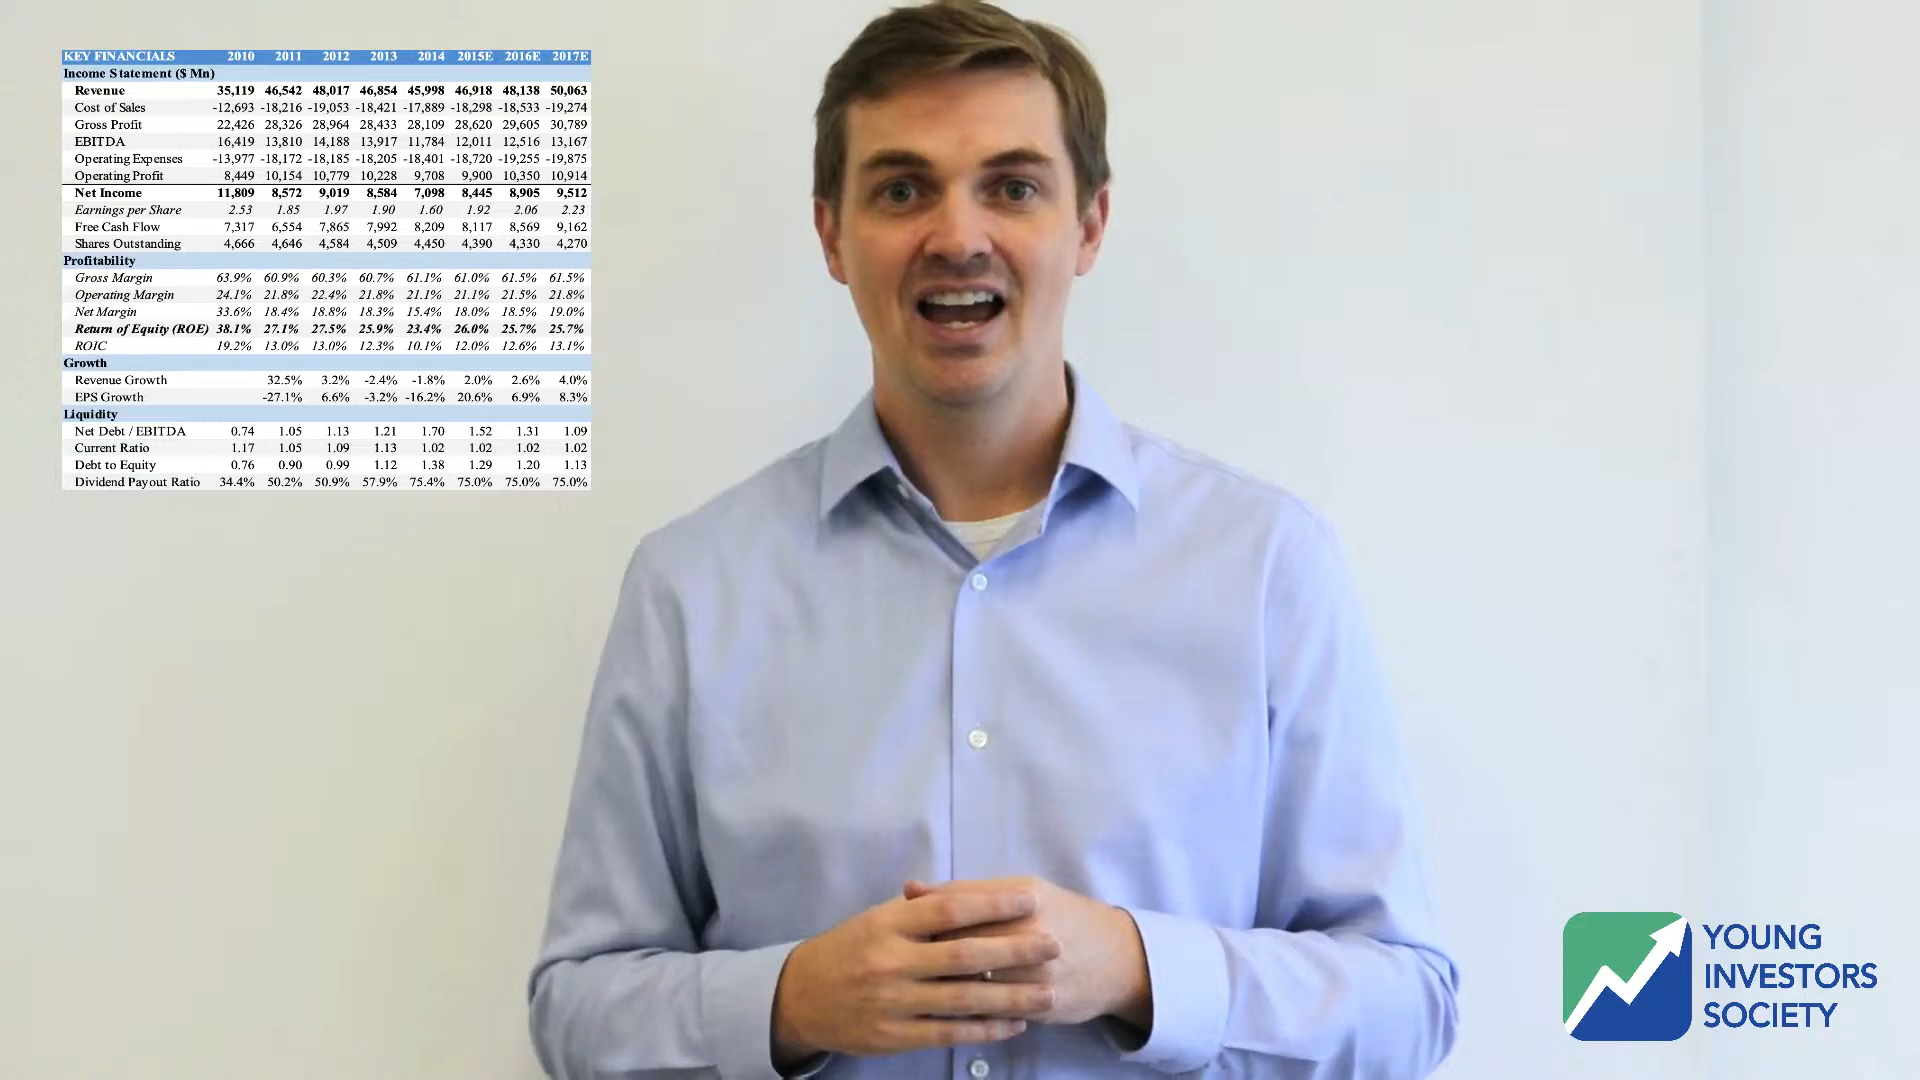 KEY FINANCIALS 2010 2011 2012 2013 2014 2015E 2016E 2017E
Income Statement ($ Mn)
Revenue 35,119 46,542 48,017 46,854 45,998 46,918 48,138 50,063
Cost of Sales -12,693 -18,216 -19,053 -18,421 -17,889 -18,298 -18,533 -19,274
Gross Profit 22,426 28,326 28,964 28,433 28,109 28,620 29,605 30,789
EBITDA 16,419 13,810 14,188 13,917 11,784 12,011 12,516 13,167
Operating Expenses -13,977 -18,172 -18,185 -18,205 -18,401 -18,720 -19,255 -19,875
Operating Profit 8,449 10,154 10,779 10,228 9,708 9,900 10,350 10,914
Net Income 11,809 8,572 9,019 8,584 7,098 8,445 8,905 9,512
Earnings per Share 2.53 1.85 1.97 1.90 1.60 1.92 2.06 2.23
Free Cash Flow 7,317 6,554 7,865 7,992 8,209 8,117 8,569 9,162
Shares Outstanding 4,666 4,646 4,584 4,509 4,450 4,390 4,330 4,270
Profitability
Gross Margin 63.9% 60.9% 60.3% 60.7% 61.1% 61.0% 61.5% 61.5%
Operating Margin 24.1% 21.8% 22.4% 21.8% 21.1% 21.1% 21.5% 21.8%
Net Margin 33.6% 18.4% 18.8% 18.3% 15.4% 18.0% 18.5% 19.0%
Return of Equity (ROE) 38.1% 27.1% 27.5% 25.9% 23.4% 26.0% 25.7% 25.7%
ROIC 19.2% 13.0% 13.0% 12.3% 10.1% 12.0% 12.6% 13.1%
Growth
Revenue Growth 32.5% 3.2% -2.4% -1.8% 2.0% 2.6% 4.0%
EPS Growth -27.1% 6.6% -3.2% -16.2% 20.6% 6.9% 8.3%
Liquidity
Net Debt / EBITDA 0.74 1.05 1.13 1.21 1.70 1.52 1.31 1.09
Current Ratio 1.17 1.05 1.09 1.13 1.02 1.02 1.02 1.02
Debt to Equity 0.76 0.90 0.99 1.12 1.38 1.29 1.20 1.13
Dividend Payout Ratio 34.4% 50.2% 50.9% 57.9% 75.4% 75.0% 75.0% 75.0%
YOUNG
INVESTORS
SOCIETY